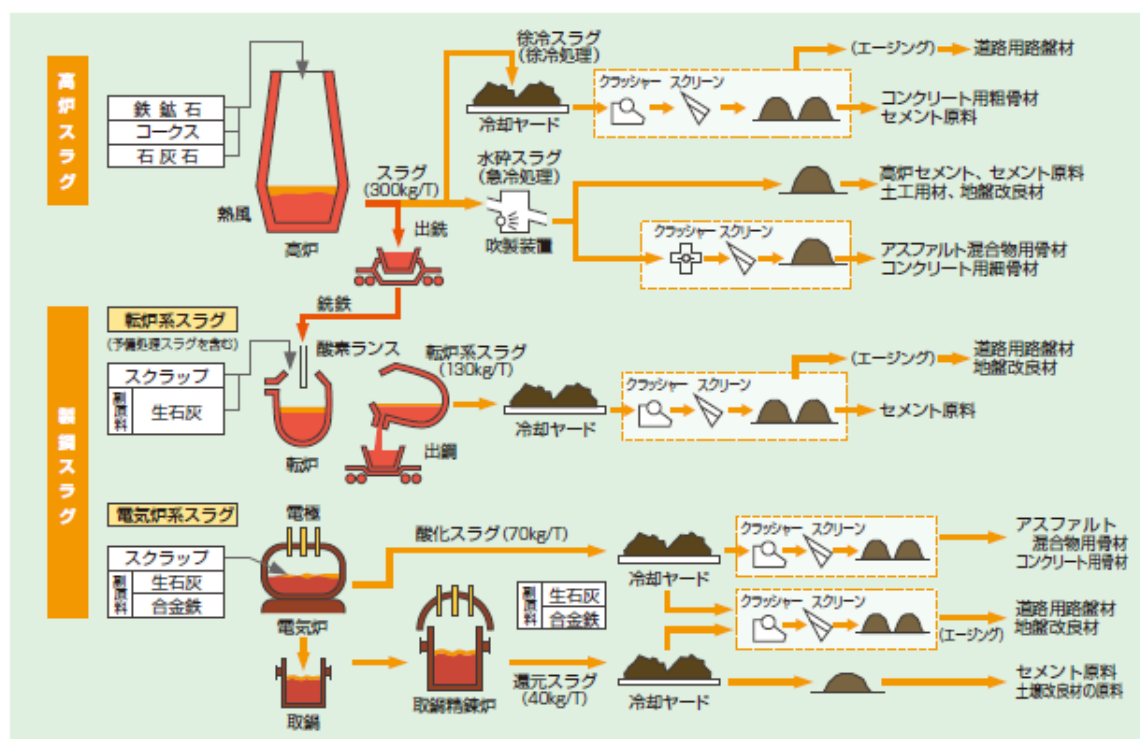 高炉スラグ
鉄鉱石
コークス
石灰石
熱風
高炉
スラグ
(300kg/T)
出銑
徐冷スラグ
(徐冷処理)
冷却ヤード
クラッシャー スクリーン
(エージング)
道路用路盤材
コンクリート用粗骨材
セメント原料
水砕スラグ
(急冷処理)
吹製装置
高炉セメント、セメント原料
土工用材、地盤改良材
クラッシャー スクリーン
アスファルト混合物用骨材
コンクリート用細骨材
銑鉄
製鋼スラグ
転炉系スラグ
(予備処理スラグを含む)
スクラップ
副原料
生石灰
酸素ランス
転炉
転炉系スラグ
(130kg/T)
出鋼
冷却ヤード
クラッシャー スクリーン
(エージング)
道路用路盤材
地盤改良材
セメント原料
電気炉系スラグ
スクラップ
副原料
生石灰
合金鉄
電極
電気炉
取鍋
酸化スラグ(70kg/T)
冷却ヤード
クラッシャー スクリーン
アスファルト
混合物用骨材
コンクリート用骨材
副原料
生石灰
合金鉄
取鍋精錬炉
還元スラグ
(40kg/T)
冷却ヤード
クラッシャー スクリーン
(エージング)
道路用路盤材
地盤改良材
セメント原料
土壌改良材の原料